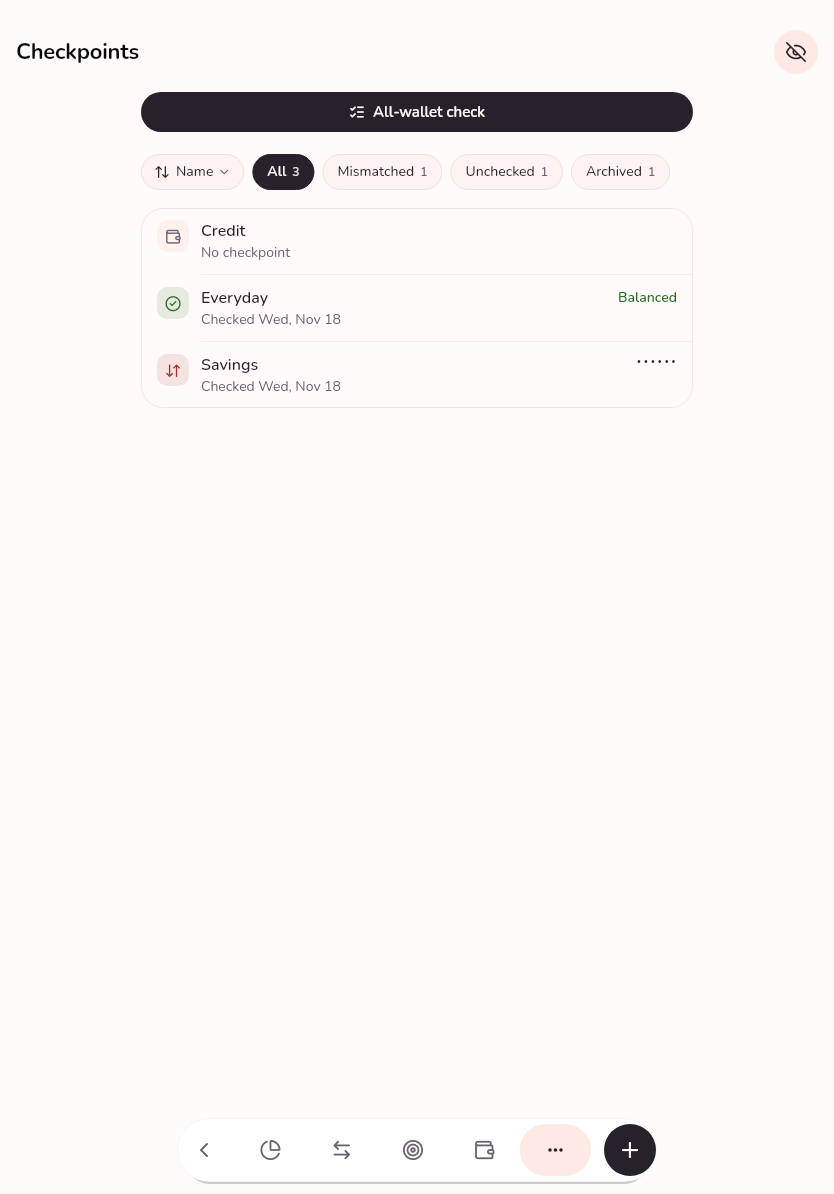 Checkpoints
All-wallet check
Name All 3 Mismatched 1 Unchecked 1 Archived 1
Credit
No checkpoint
Everyday Balanced
Checked Wed, Nov 18
Savings ······
Checked Wed, Nov 18